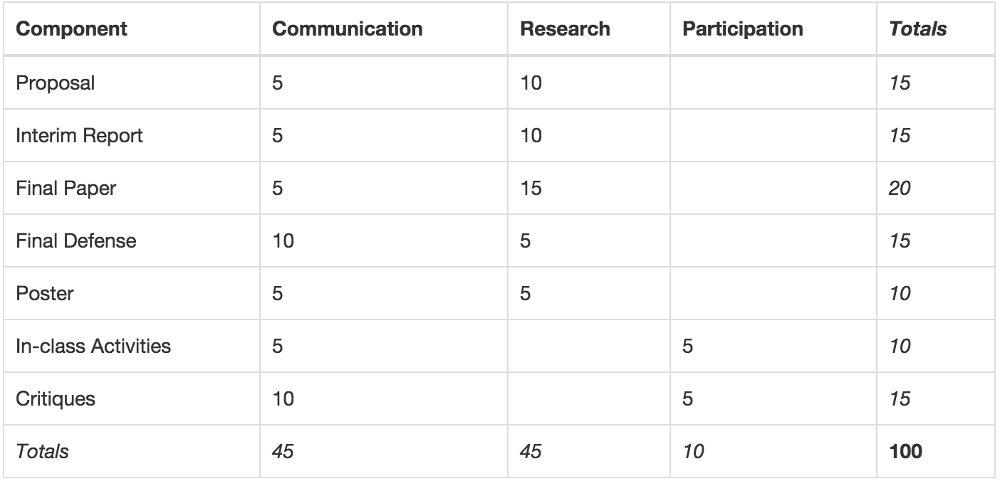 Component Communication Research Participation Totals
Proposal 5 10 15
Interim Report 5 10 15
Final Paper 5 15 20
Final Defense 10 5 15
Poster 5 5 10
In-class Activities 5 5 10
Critiques 10 5 15
Totals 45 45 10 100